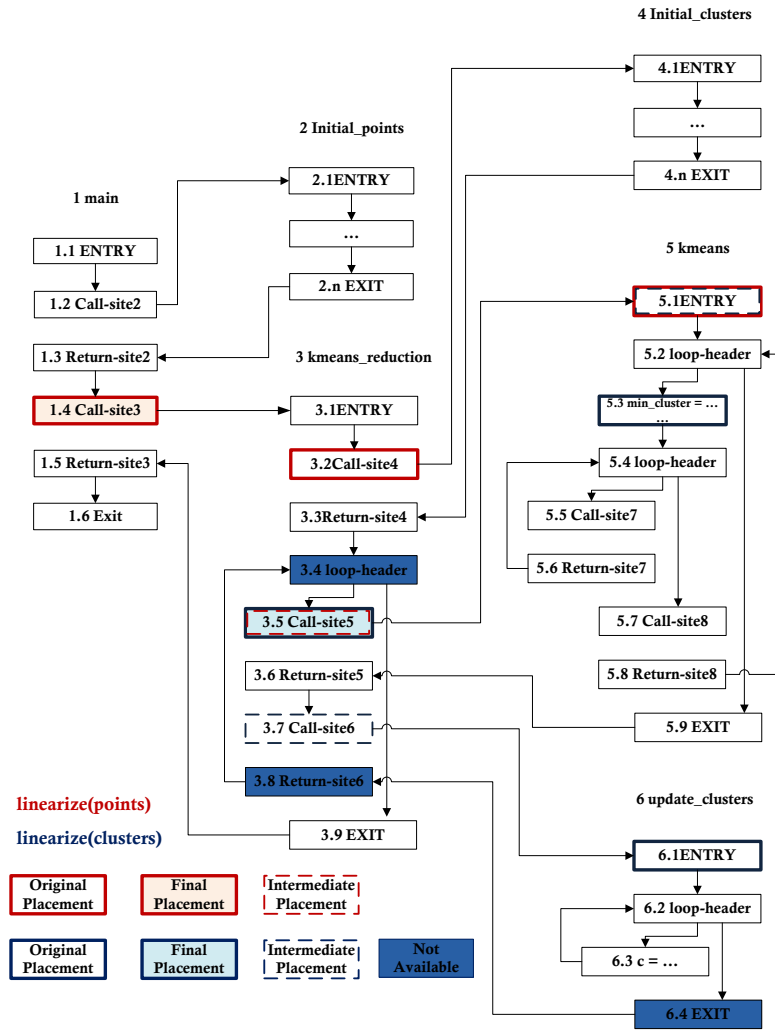 4 Initial_clusters
4.1ENTRY
...
4.n EXIT
2 Initial_points
2.1ENTRY
...
2.n EXIT
1 main
1.1 ENTRY
1.2 Call-site2
1.3 Return-site2
1.4 Call-site3
1.5 Return-site3
1.6 Exit
3 kmeans_reduction
3.1ENTRY
3.2Call-site4
3.3Return-site4
3.4 loop-header
3.5 Call-site5
3.6 Return-site5
3.7 Call-site6
3.8 Return-site6
3.9 EXIT
5 kmeans
5.1ENTRY
5.2 loop-header
5.3 min_cluster = ...
...
5.4 loop-header
5.5 Call-site7
5.6 Return-site7
5.7 Call-site8
5.8 Return-site8
5.9 EXIT
6 update_clusters
6.1ENTRY
6.2 loop-header
6.3 c = ...
6.4 EXIT
linearize(points)
linearize(clusters)
Original
Placement
Final
Placement
Intermediate
Placement
Original
Placement
Final
Placement
Intermediate
Placement
Not
Available